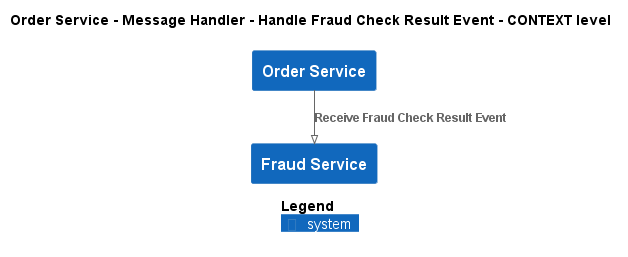 Order Service - Message Handler - Handle Fraud Check Result Event - CONTEXT level
Order Service
Receive Fraud Check Result Event
Fraud Service
Legend
system